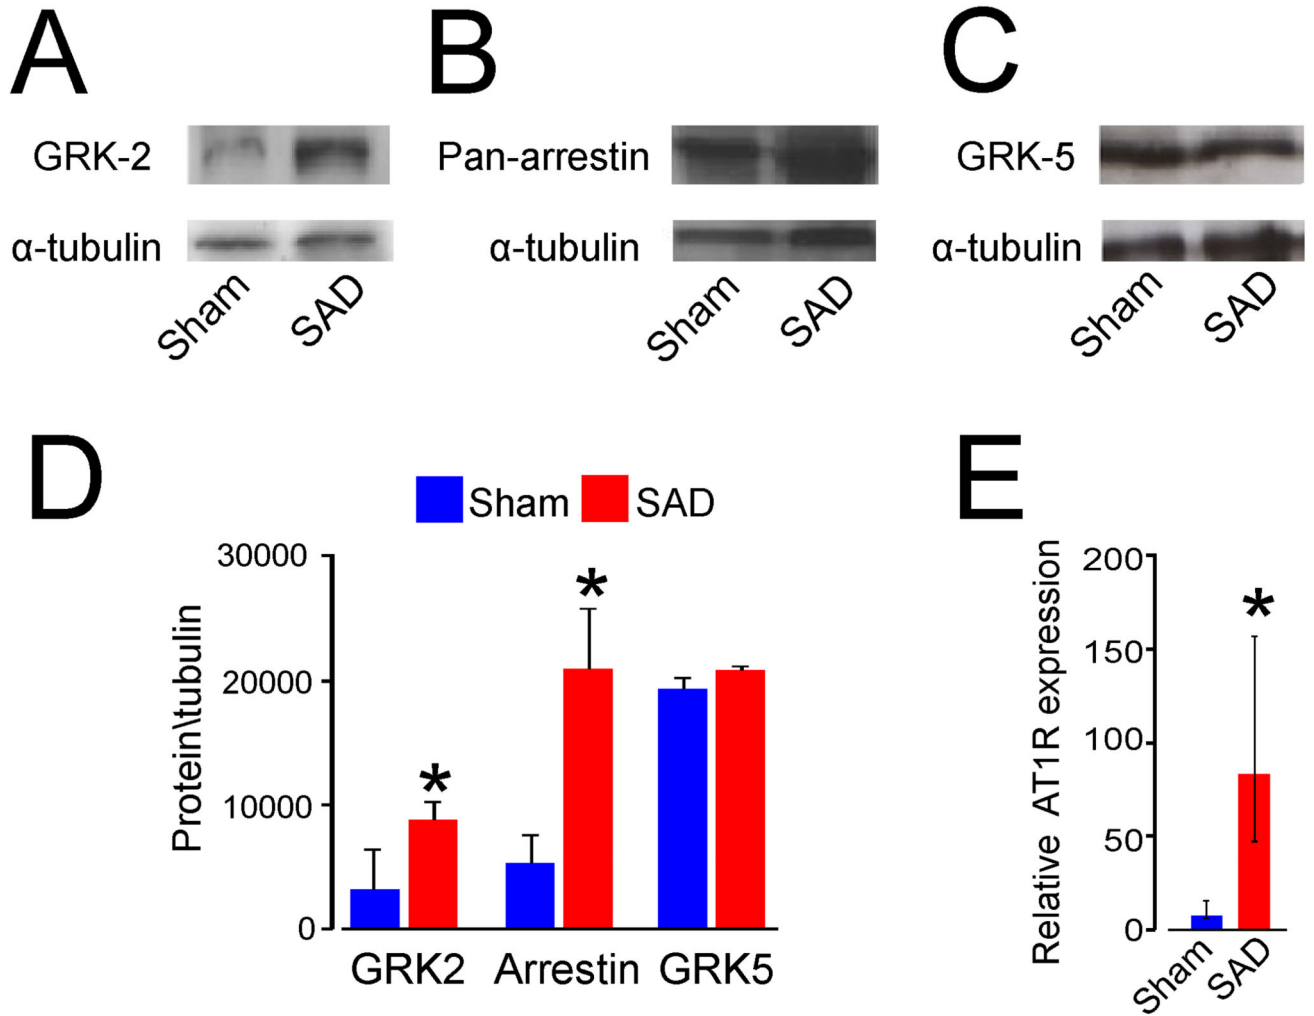 A
B
C
GRK-2
Pan-arrestin
GRK-5
α-tubulin
α-tubulin
α-tubulin
Sham
SAD
Sham
SAD
Sham
SAD
D
Sham
SAD
Protein\tubulin
30000
20000
10000
0
*
*
GRK2
Arrestin
GRK5
E
Relative AT1R expression
200
150
100
50
0
*
Sham
SAD